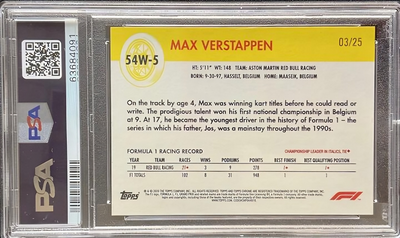 63684091
PSA
PSA
54W-5
MAX VERSTAPPEN
03/25
HT: 5'11" WT: 148 TEAM: ASTON MARTIN RED BULL RACING
BORN: 9-30-97, HASSELT, BELGIUM HOME: MAASEIK, BELGIUM
On the track by age 4, Max was winning kart titles before he could read
or write. The prodigious talent won his first national championship in Belgium
at 9. At 17, he became the youngest driver in the history of Formula 1 –
the series in which his father, Jos, was a mainstay throughout the 1990s.
FORMULA 1 RACING RECORD
CHAMPIONSHIP LEADER IN ITALICS, TIE*
YEAR TEAM RACES WINS PODIUMS POINTS BEST FINISH BEST QUALIFYING POSITION
19 RED BULL RACING 21* 3 9 278 1
F1 TOTALS 102 8 31 948 1
Topps
F1